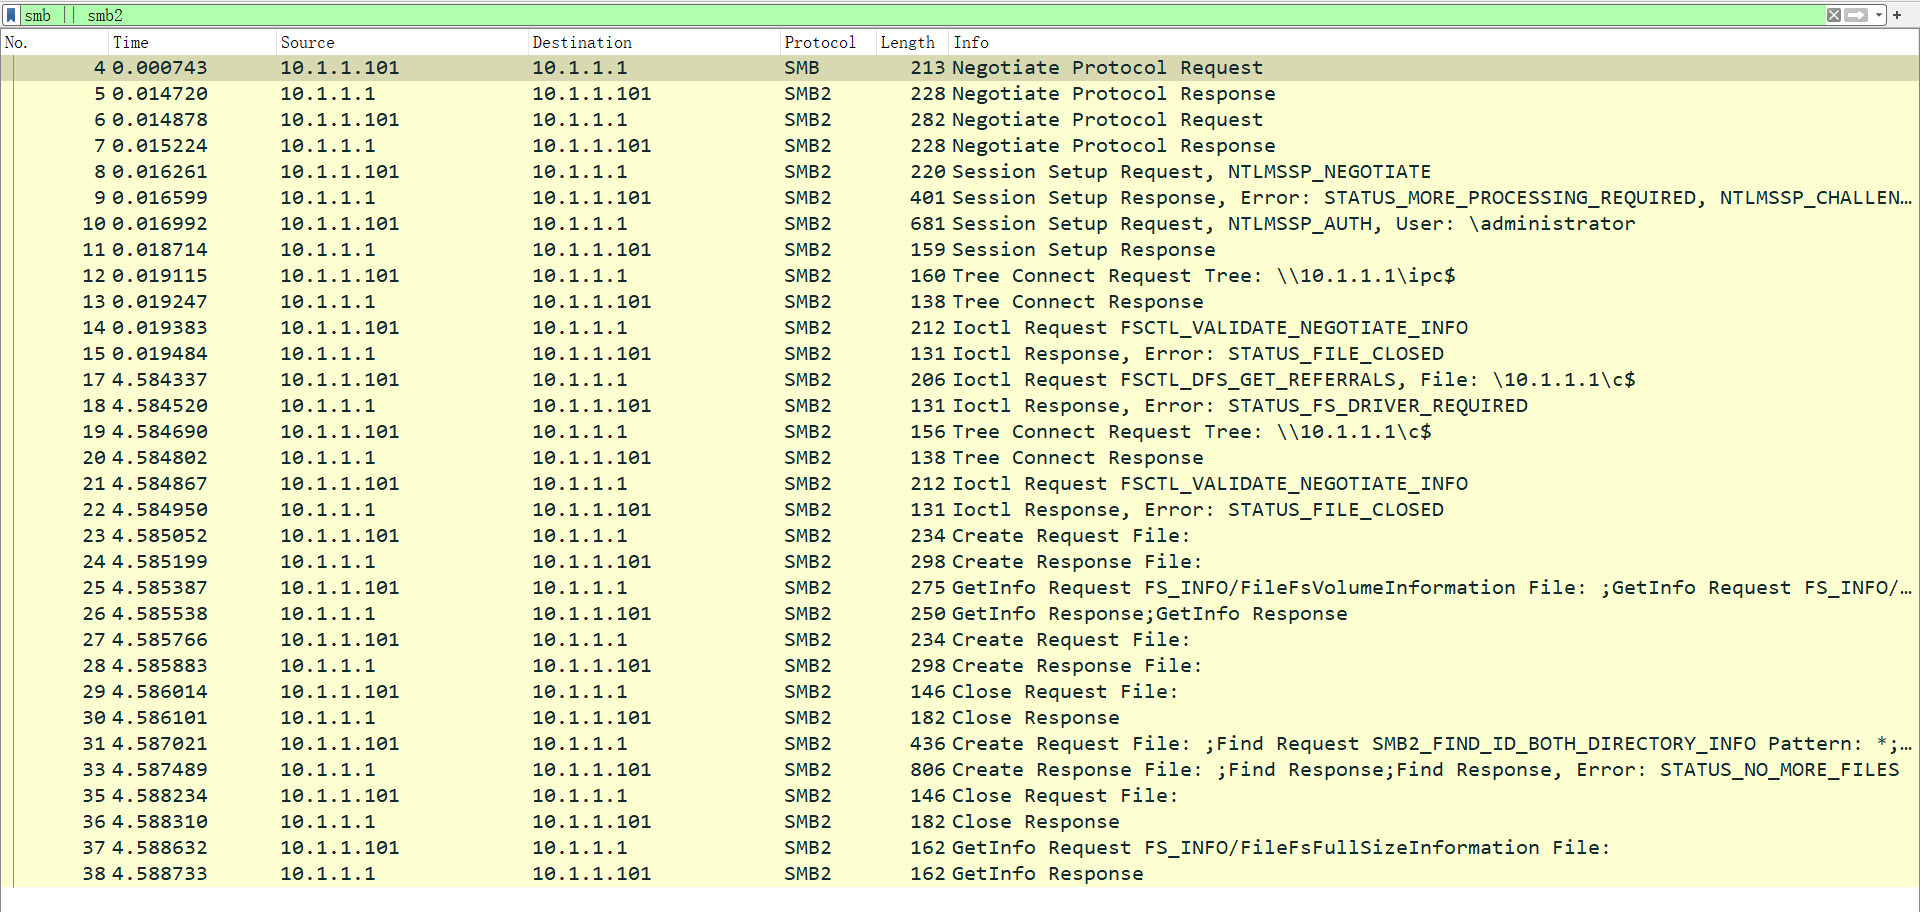 smb || smb2
No. Time Source Destination Protocol Length Info
4 0.000743 10.1.1.101 10.1.1.1 SMB 213 Negotiate Protocol Request
5 0.014720 10.1.1.1 10.1.1.101 SMB2 228 Negotiate Protocol Response
6 0.014878 10.1.1.101 10.1.1.1 SMB2 282 Negotiate Protocol Request
7 0.015224 10.1.1.1 10.1.1.101 SMB2 228 Negotiate Protocol Response
8 0.016261 10.1.1.101 10.1.1.1 SMB2 220 Session Setup Request, NTLMSSP_NEGOTIATE
9 0.016599 10.1.1.1 10.1.1.101 SMB2 401 Session Setup Response, Error: STATUS_MORE_PROCESSING_REQUIRED, NTLMSSP_CHALLEN…
10 0.016992 10.1.1.101 10.1.1.1 SMB2 681 Session Setup Request, NTLMSSP_AUTH, User: \administrator
11 0.018714 10.1.1.1 10.1.1.101 SMB2 159 Session Setup Response
12 0.019115 10.1.1.101 10.1.1.1 SMB2 160 Tree Connect Request Tree: \\10.1.1.1\ipc$
13 0.019247 10.1.1.1 10.1.1.101 SMB2 138 Tree Connect Response
14 0.019383 10.1.1.101 10.1.1.1 SMB2 212 Ioctl Request FSCTL_VALIDATE_NEGOTIATE_INFO
15 0.019484 10.1.1.1 10.1.1.101 SMB2 131 Ioctl Response, Error: STATUS_FILE_CLOSED
17 4.584337 10.1.1.101 10.1.1.1 SMB2 206 Ioctl Request FSCTL_DFS_GET_REFERRALS, File: \10.1.1.1\c$
18 4.584520 10.1.1.1 10.1.1.101 SMB2 131 Ioctl Response, Error: STATUS_FS_DRIVER_REQUIRED
19 4.584690 10.1.1.101 10.1.1.1 SMB2 156 Tree Connect Request Tree: \\10.1.1.1\c$
20 4.584802 10.1.1.1 10.1.1.101 SMB2 138 Tree Connect Response
21 4.584867 10.1.1.101 10.1.1.1 SMB2 212 Ioctl Request FSCTL_VALIDATE_NEGOTIATE_INFO
22 4.584950 10.1.1.1 10.1.1.101 SMB2 131 Ioctl Response, Error: STATUS_FILE_CLOSED
23 4.585052 10.1.1.101 10.1.1.1 SMB2 234 Create Request File:
24 4.585199 10.1.1.1 10.1.1.101 SMB2 298 Create Response File:
25 4.585387 10.1.1.101 10.1.1.1 SMB2 275 GetInfo Request FS_INFO/FileFsVolumeInformation File: ;GetInfo Request FS_INFO/…
26 4.585538 10.1.1.1 10.1.1.101 SMB2 250 GetInfo Response;GetInfo Response
27 4.585766 10.1.1.101 10.1.1.1 SMB2 234 Create Request File:
28 4.585883 10.1.1.1 10.1.1.101 SMB2 298 Create Response File:
29 4.586014 10.1.1.101 10.1.1.1 SMB2 146 Close Request File:
30 4.586101 10.1.1.1 10.1.1.101 SMB2 182 Close Response
31 4.587021 10.1.1.101 10.1.1.1 SMB2 436 Create Request File: ;Find Request SMB2_FIND_ID_BOTH_DIRECTORY_INFO Pattern: *;…
33 4.587489 10.1.1.1 10.1.1.101 SMB2 806 Create Response File: ;Find Response;Find Response, Error: STATUS_NO_MORE_FILES
35 4.588234 10.1.1.101 10.1.1.1 SMB2 146 Close Request File:
36 4.588310 10.1.1.1 10.1.1.101 SMB2 182 Close Response
37 4.588632 10.1.1.101 10.1.1.1 SMB2 162 GetInfo Request FS_INFO/FileFsFullSizeInformation File:
38 4.588733 10.1.1.1 10.1.1.101 SMB2 162 GetInfo Response